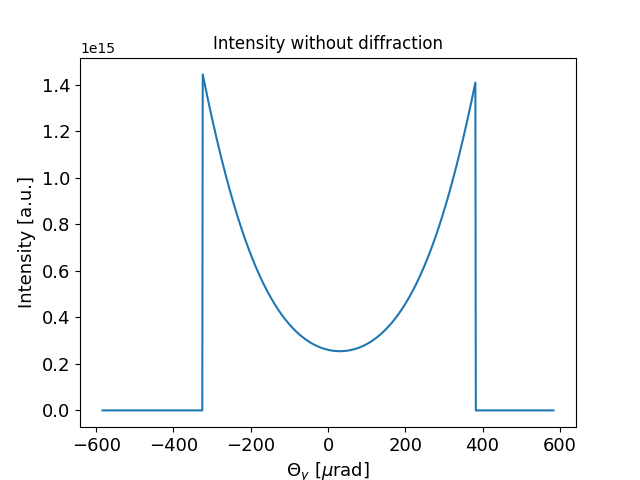 Intensity without diffraction
1e15
1.4
1.2
1.0
0.8
0.6
0.4
0.2
0.0
Intensity [a.u.]
−600 −400 −200 0 200 400 600
Θγ [μrad]